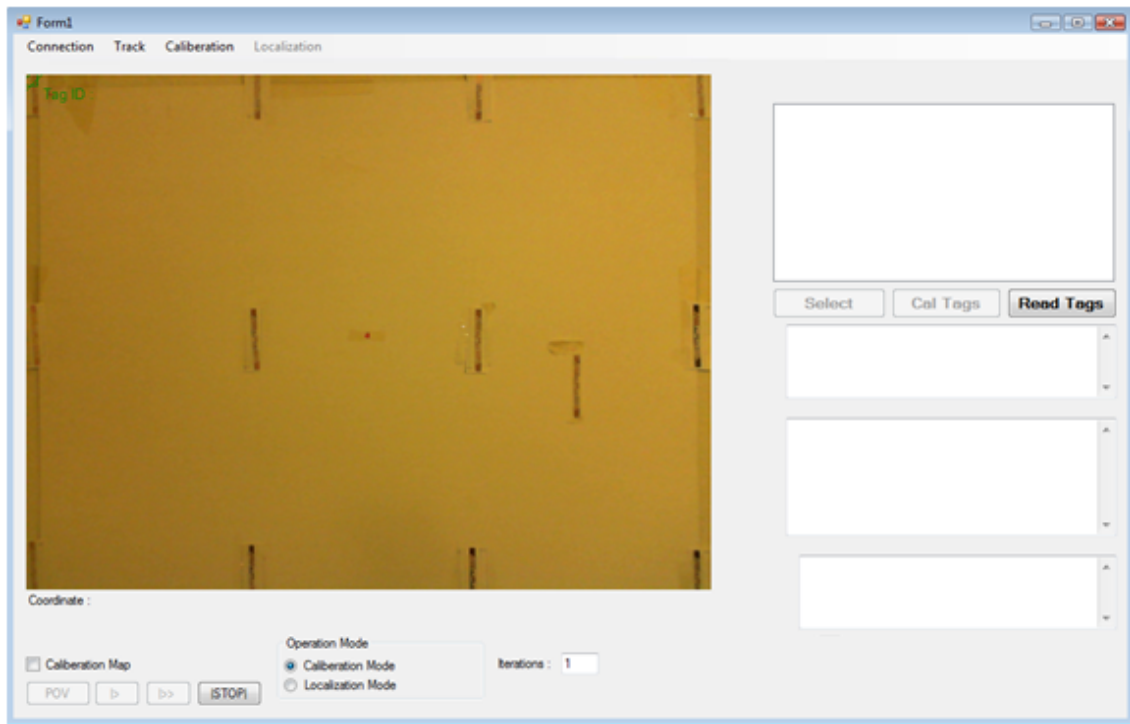 Form1
Connection Track Caliberation Localization
Tag ID
Select Cal Tags Read Tags
Coordinate :
Operation Mode
Caliberation Map
Caliberation Mode
Iterations : 1
Localization Mode
POV |> |>> |STOP|